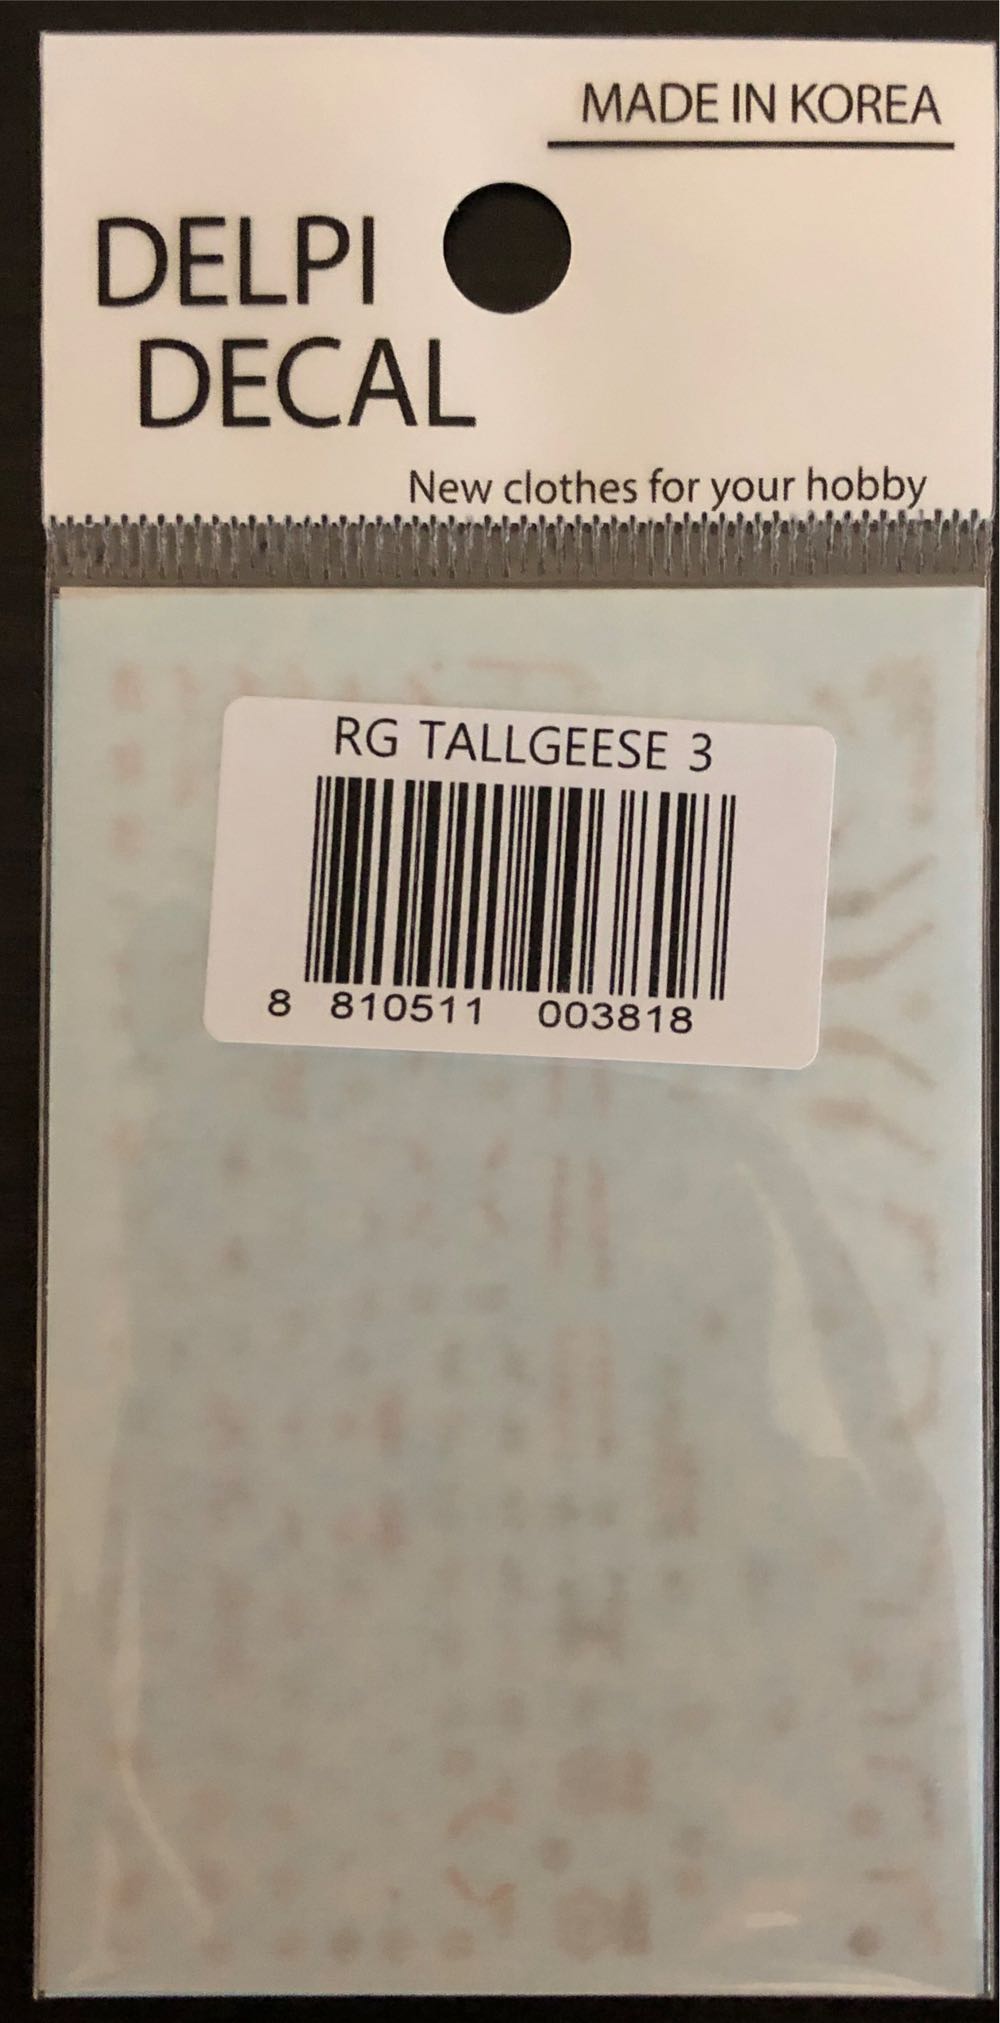 MADE IN KOREA
DELPI
DECAL
New clothes for your hobby
RG TALLGEESE 3
8 810511 003818